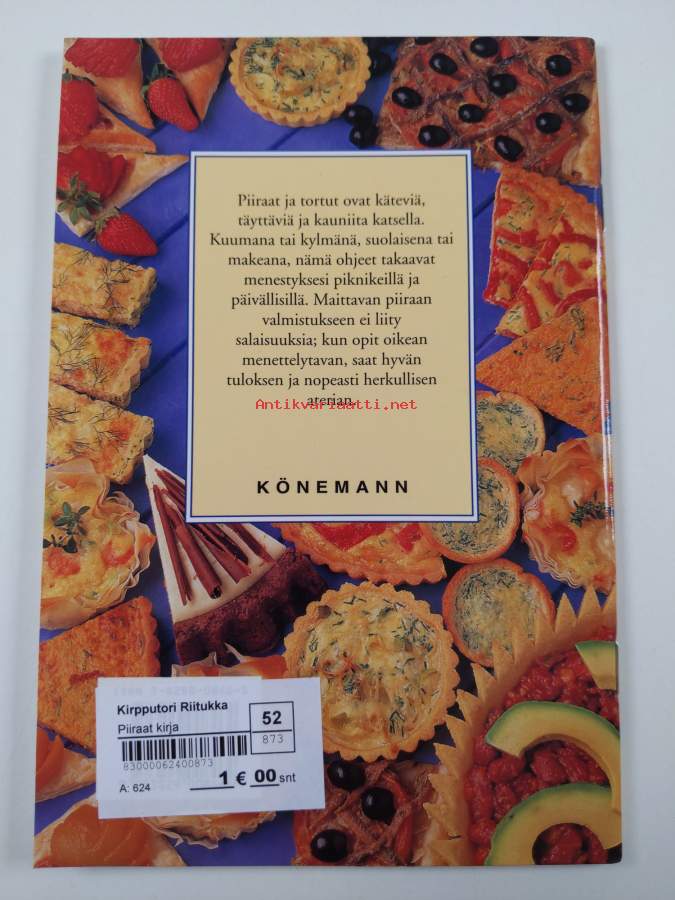 Piiraat ja tortut ovat käteviä,
täyttäviä ja kauniita katsella.
Kuumana tai kylmänä, suolaisena tai
makeana, nämä ohjeet takaavat
menestyksesi piknikeillä ja
päivällisillä. Maittavan piiraan
valmistukseen ei liity
salaisuuksia; kun opit oikean
menettelytavan, saat hyvän
tuloksen ja nopeasti herkullisen
aterian.
Antikvariaatti.net
KÖNEMANN
Kirpputori Riitukka
52
Piiraat kirja
873
83000062400873
A: 624
1 € 00 snt